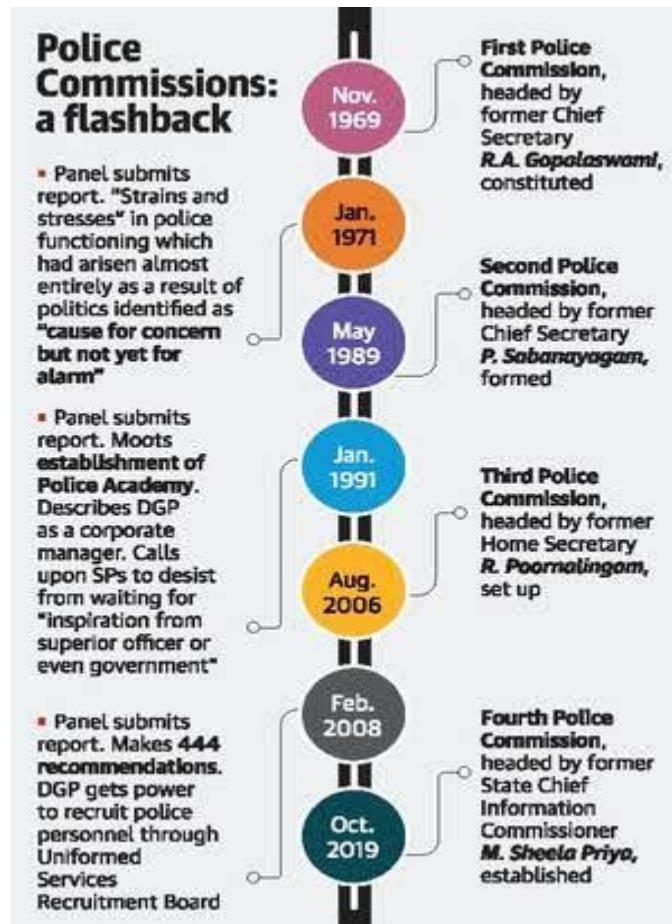 Police
Commissions:
a flashback
Nov.
1969
First Police
Commission,
headed by
former Chief
Secretary
R.A. Gopalaswami,
constituted
Jan.
1971
▪ Panel submits
report. "Strains and
stresses" in police
functioning which
had arisen almost
entirely as a result of
politics identified as
"cause for concern
but not yet for
alarm"
May
1989
Second Police
Commission,
headed by former
Chief Secretary
P. Sabanayagam,
formed
Jan.
1991
▪ Panel submits
report. Moots
establishment of
Police Academy.
Describes DGP
as a corporate
manager. Calls
upon SPs to desist
from waiting for
"inspiration from
superior officer or
even government"
Aug.
2006
Third Police
Commission,
headed by former
Home Secretary
R. Poornalingam,
set up
Feb.
2008
▪ Panel submits
report. Makes 444
recommendations.
DGP gets power
to recruit police
personnel through
Uniformed
Services
Recruitment Board
Oct.
2019
Fourth Police
Commission,
headed by former
State Chief
Information
Commissioner
M. Sheela Priya,
established